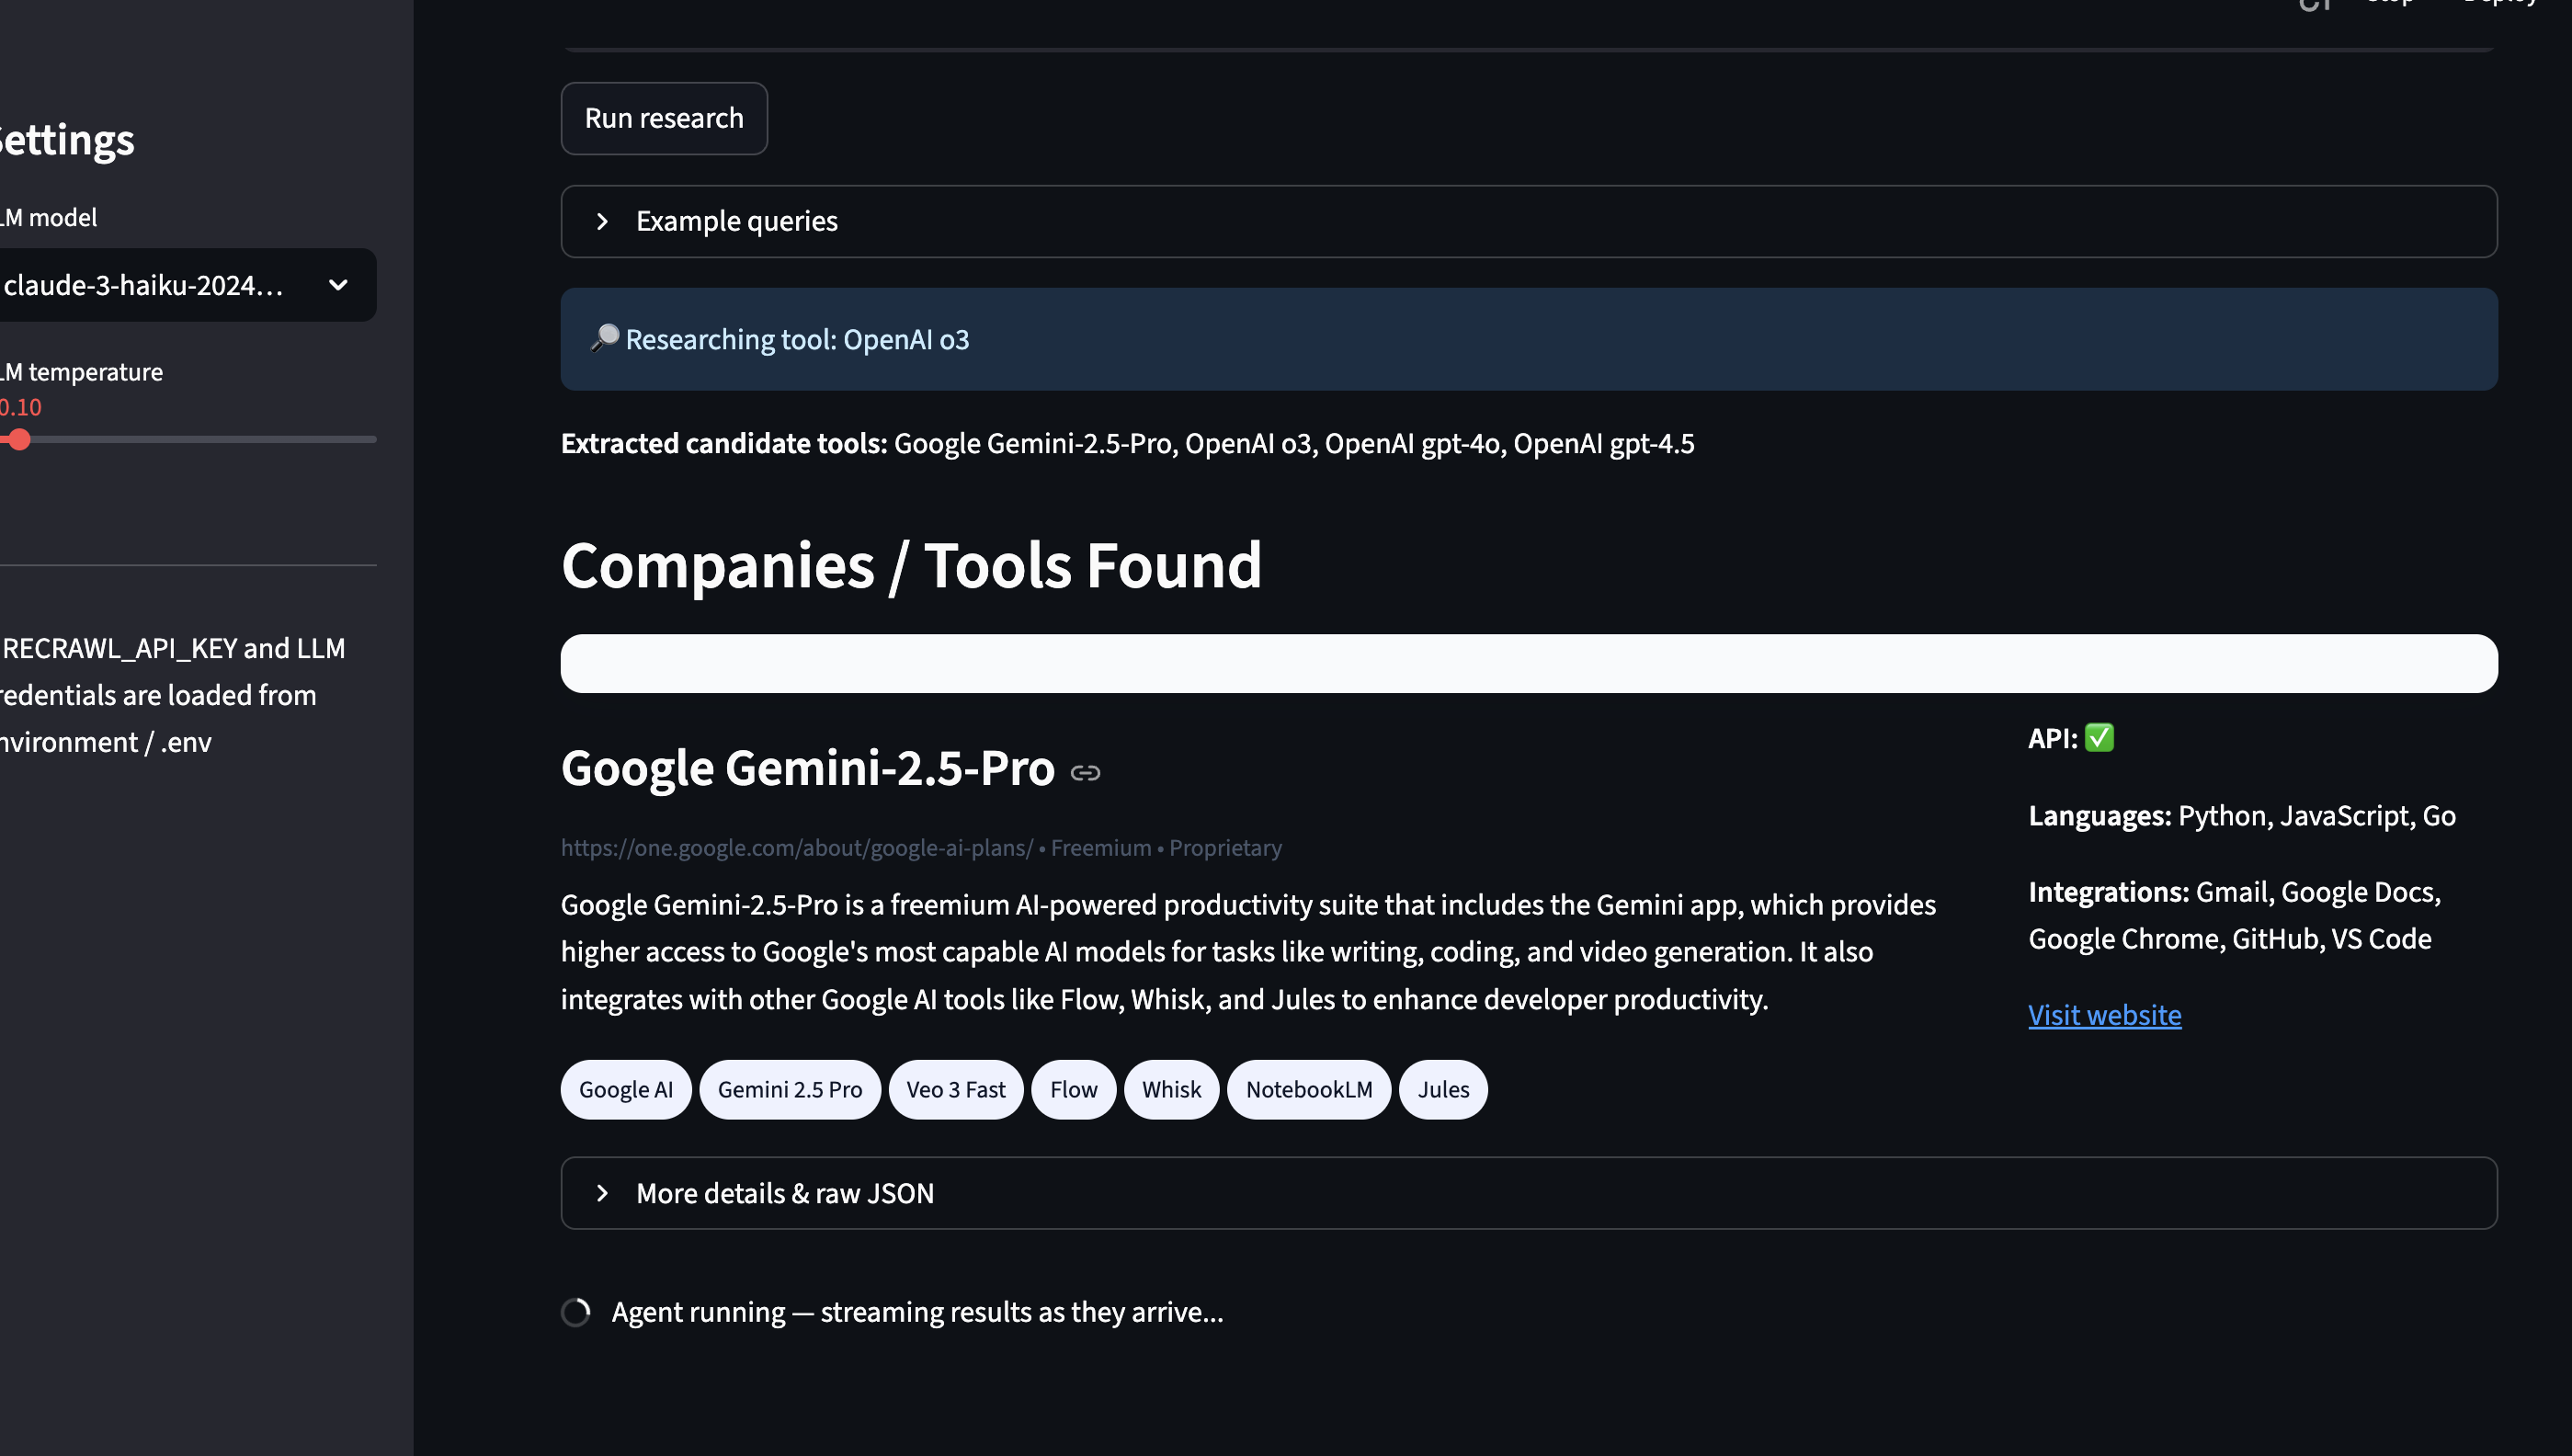 Stop Deploy
ettings
LM model
claude-3-haiku-2024...
LM temperature
0.10
RECRAWL_API_KEY and LLM
redentials are loaded from
nvironment / .env
Run research
Example queries
🔎 Researching tool: OpenAI o3
Extracted candidate tools: Google Gemini-2.5-Pro, OpenAI o3, OpenAI gpt-4o, OpenAI gpt-4.5
Companies / Tools Found
Google Gemini-2.5-Pro
https://one.google.com/about/google-ai-plans/ • Freemium • Proprietary
Google Gemini-2.5-Pro is a freemium AI-powered productivity suite that includes the Gemini app, which provides
higher access to Google's most capable AI models for tasks like writing, coding, and video generation. It also
integrates with other Google AI tools like Flow, Whisk, and Jules to enhance developer productivity.
Google AI Gemini 2.5 Pro Veo 3 Fast Flow Whisk NotebookLM Jules
API: ✅
Languages: Python, JavaScript, Go
Integrations: Gmail, Google Docs,
Google Chrome, GitHub, VS Code
Visit website
More details & raw JSON
Agent running — streaming results as they arrive...